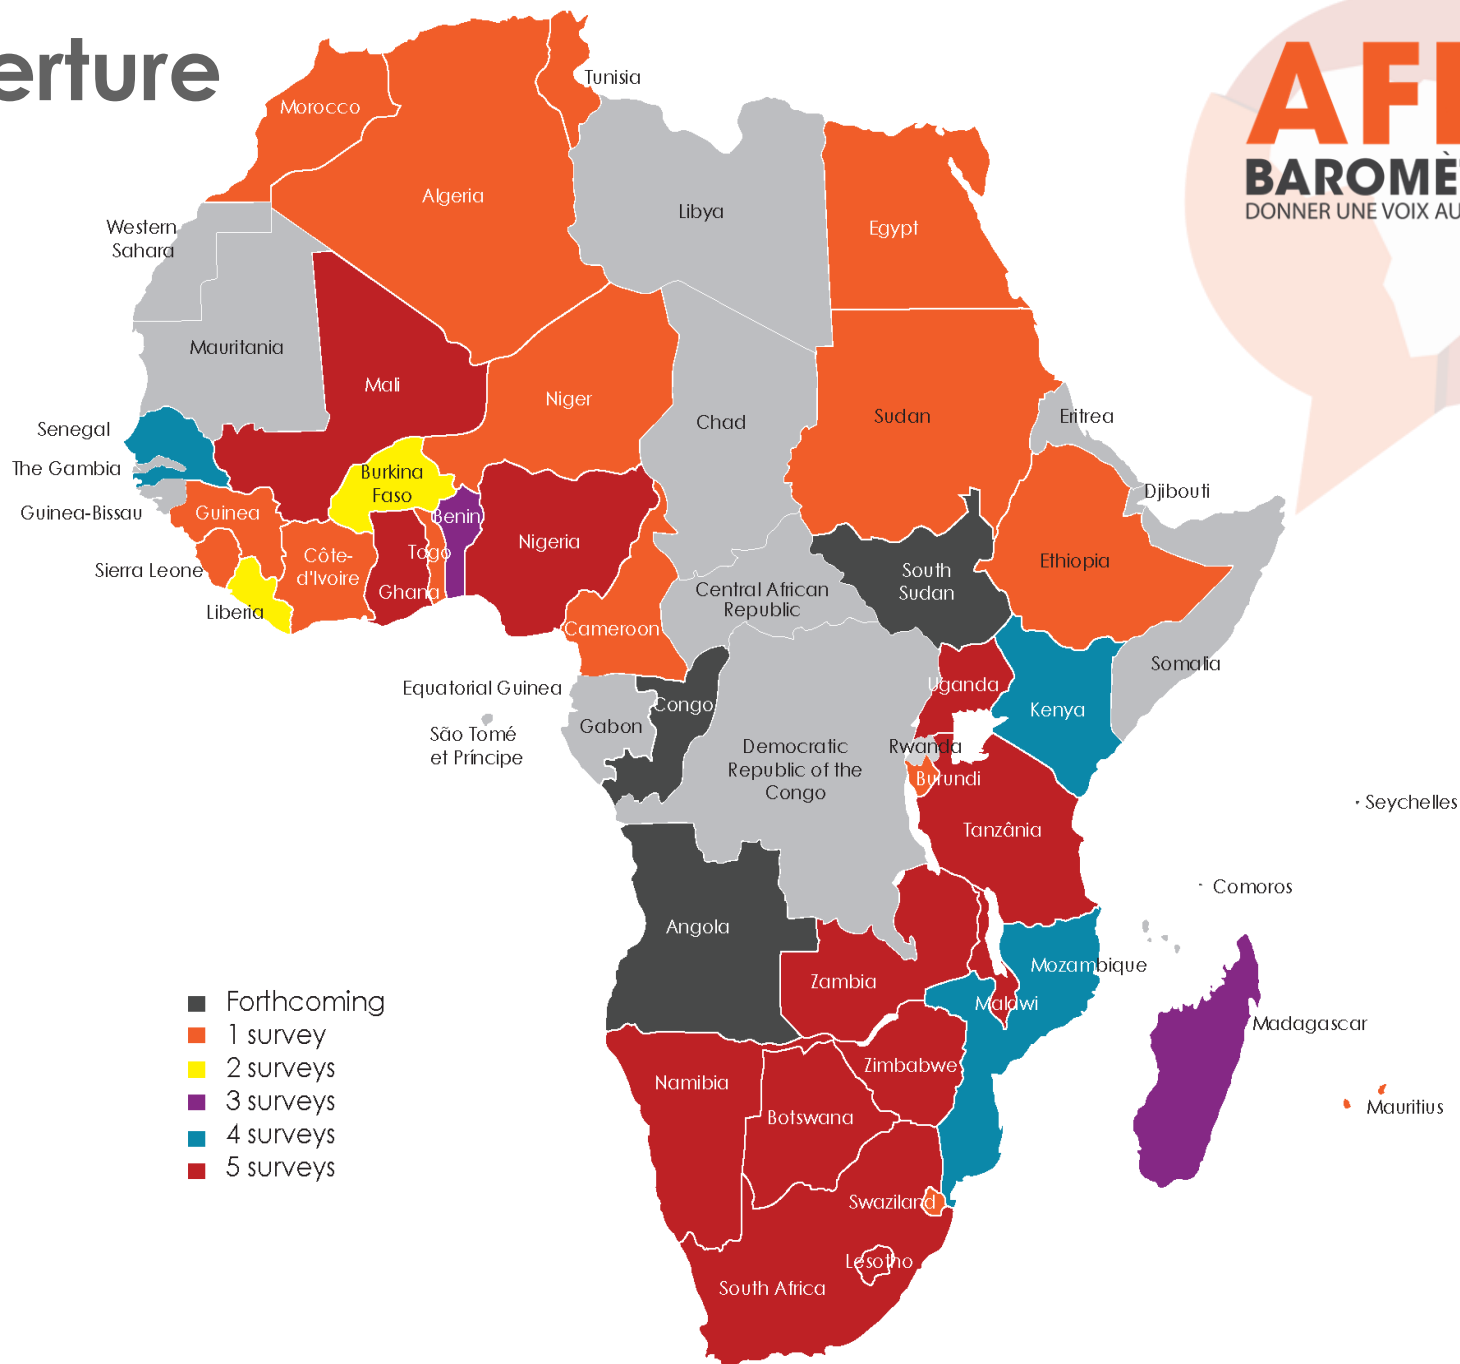 erture
AFI
BAROMÈT
DONNER UNE VOIX AU
Tunisia
Morocco
Algeria
Libya
Egypt
Western
Sahara
Mauritania
Mali
Niger
Chad
Sudan
Eritrea
Senegal
The Gambia
Guinea-Bissau
Burkina
Faso
Djibouti
Guinea
Benin
Nigeria
Côte-
d'Ivoire
Togo
Ghana
Ethiopia
Sierra Leone
Liberia
South
Sudan
Central African
Republic
Cameroon
Somalia
Equatorial Guinea
Uganda
Kenya
Congo
Gabon
São Tomé
et Príncipe
Democratic
Republic of the
Congo
Rwanda
Burundi
Tanzânia
Seychelles
Comoros
Angola
Zambia
Mozambique
Malawi
Madagascar
Zimbabwe
Namibia
Botswana
Mauritius
Swaziland
Lesotho
South Africa
Forthcoming
1 survey
2 surveys
3 surveys
4 surveys
5 surveys